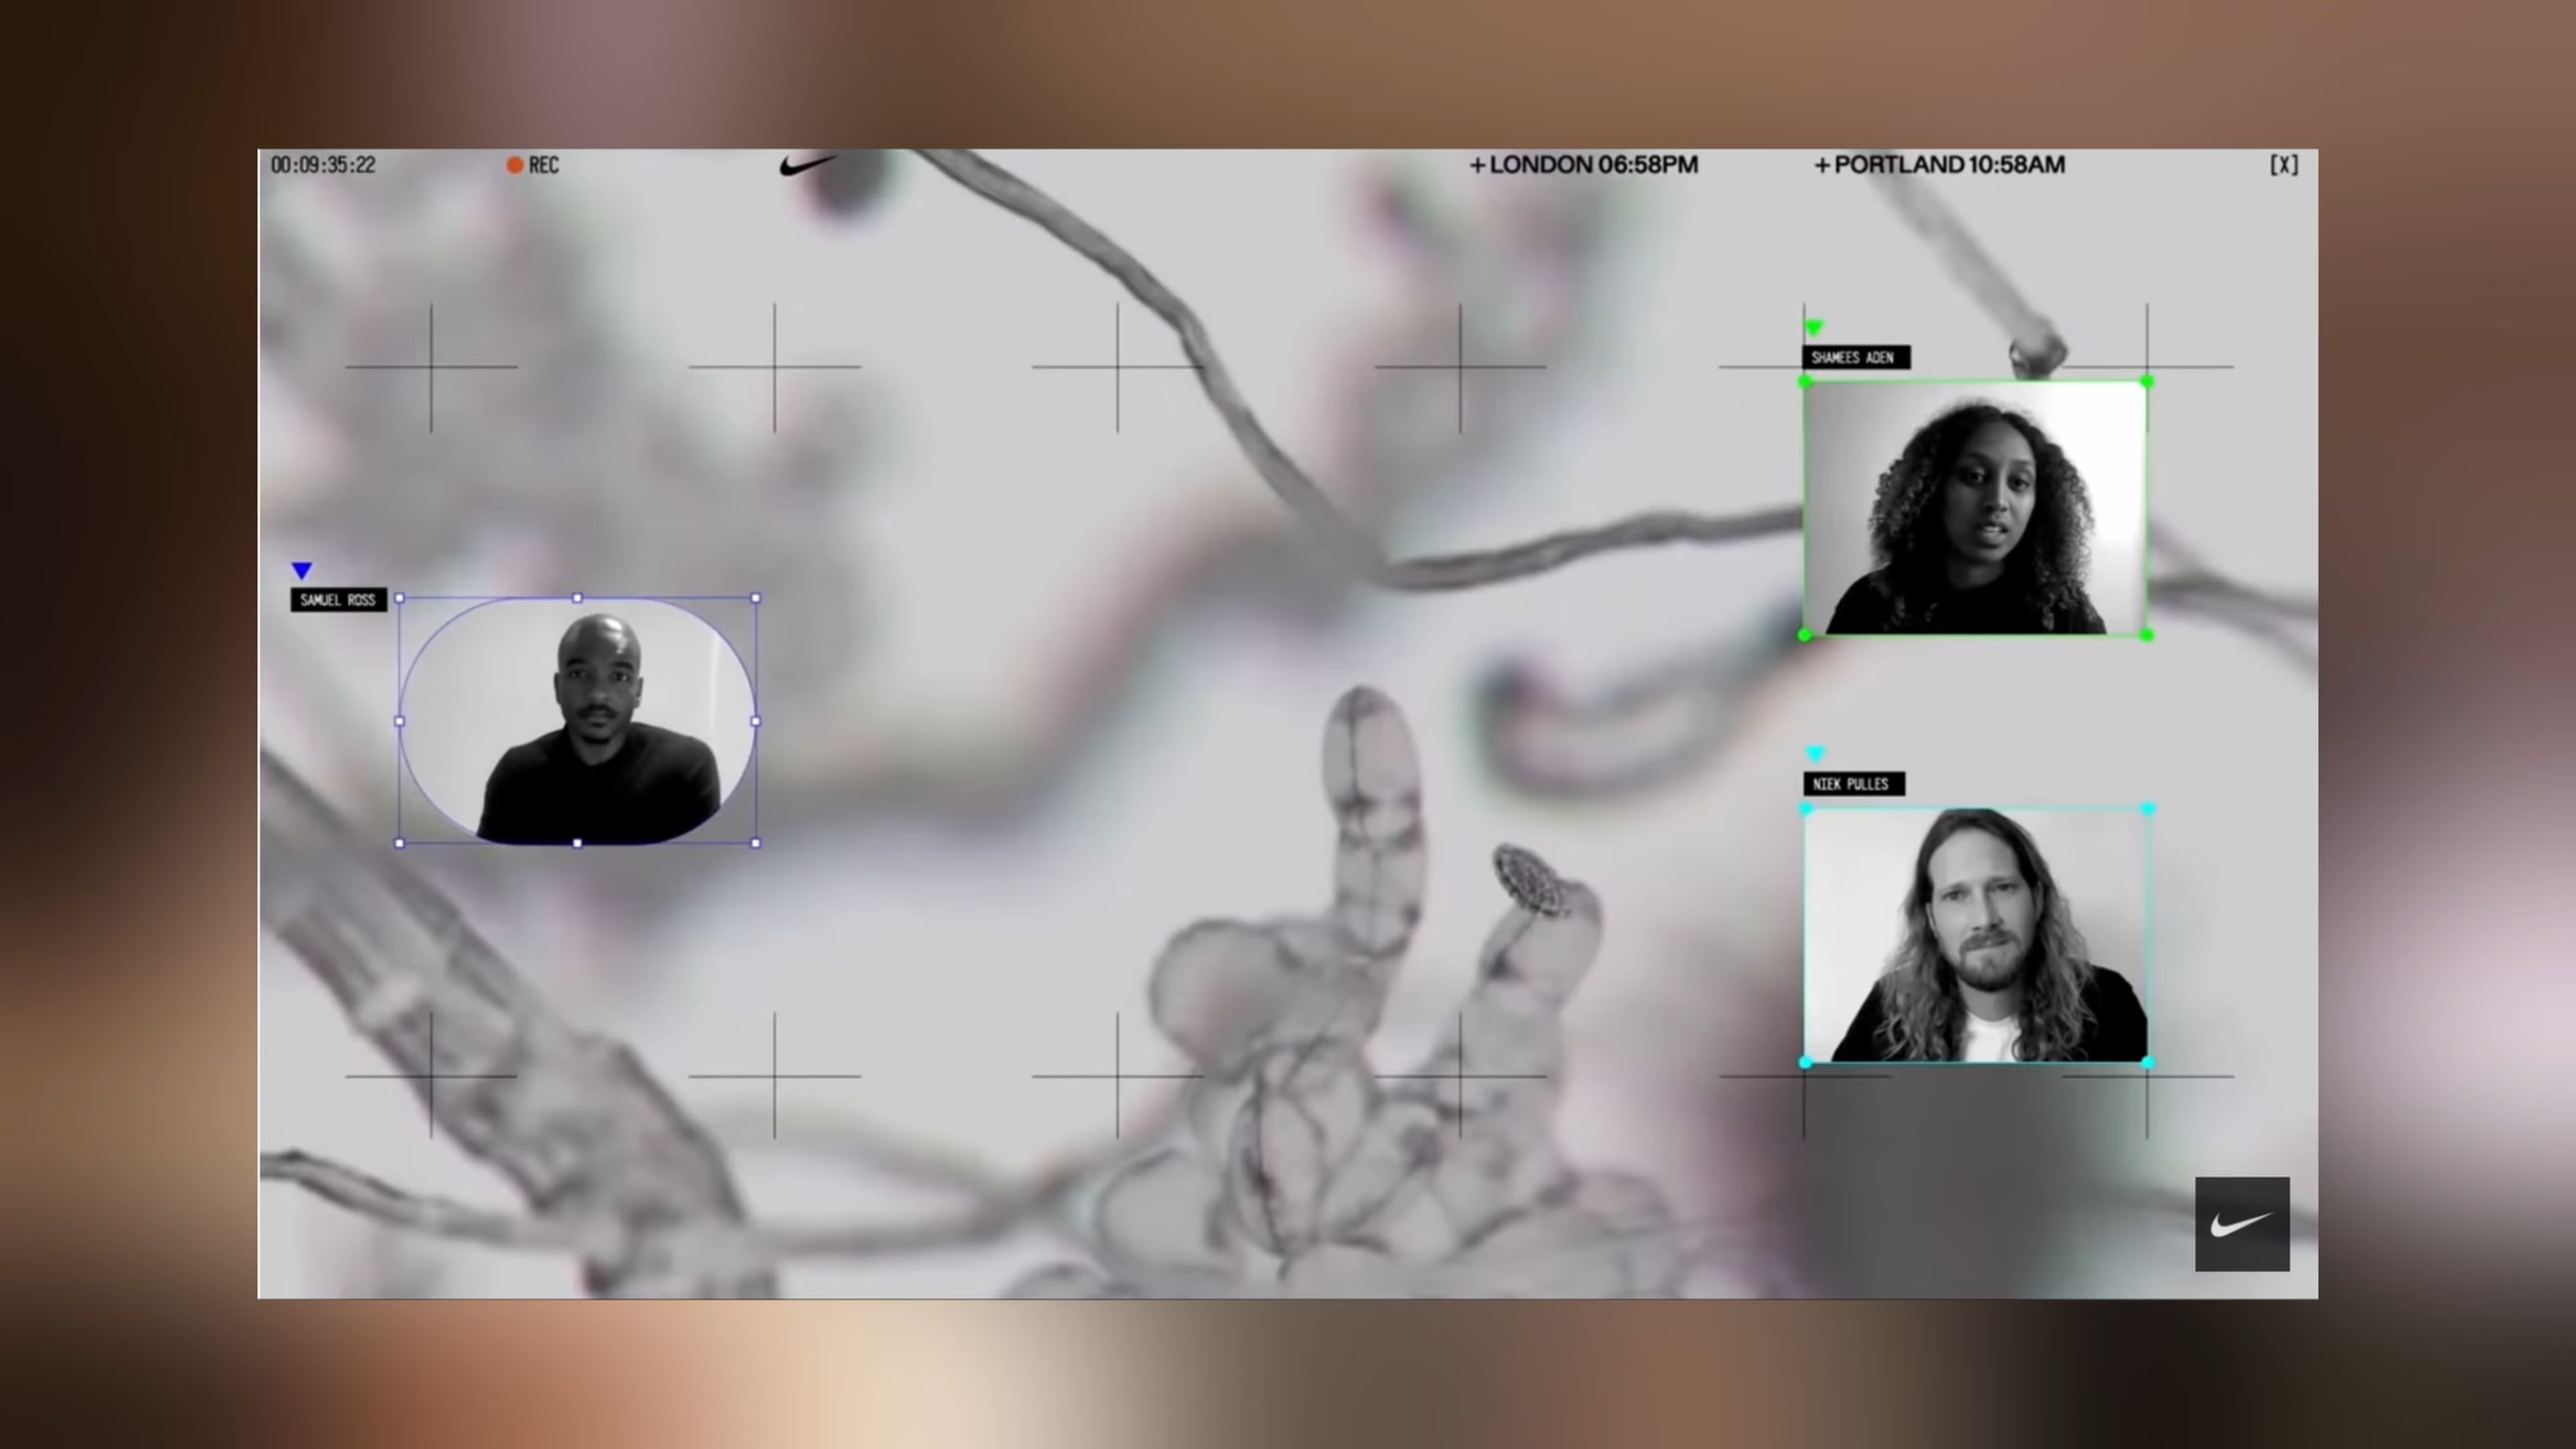 00:09:35:22
REC
+LONDON 06:58PM
+PORTLAND 10:58AM
[X]
SHAMEES ADEN
SAMUEL ROSS
NIEK PULLES